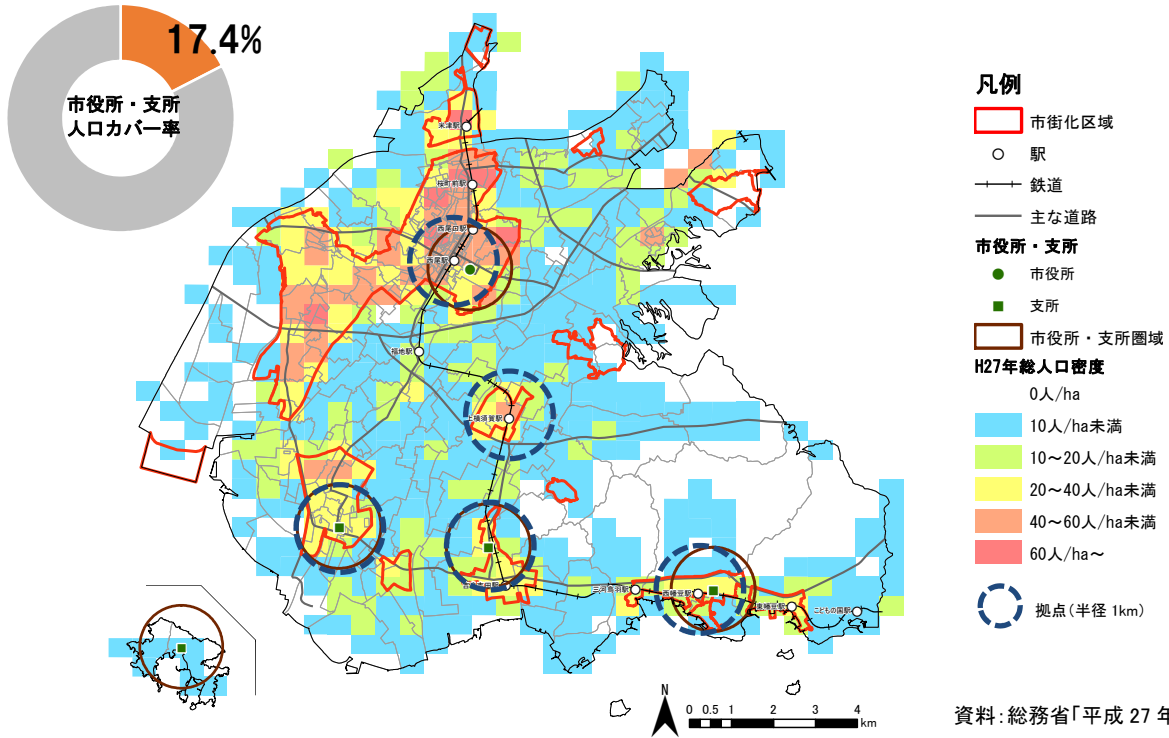 17.4%
市役所・支所
人口カバー率
米津駅
桜町前駅
西尾口駅
西尾駅
福地駅
上横須賀駅
吉良吉田駅
三河鳥羽駅
西幡豆駅
東幡豆駅
こどもの国駅
凡例
市街化区域
駅
鉄道
主な道路
市役所・支所
市役所
支所
市役所・支所圏域
H27年総人口密度
0人/ha
10人/ha未満
10～20人/ha未満
20～40人/ha未満
40～60人/ha未満
60人/ha～
拠点(半径 1km)
N
0 0.5 1 2 3 4
km
資料:総務省「平成 27 年